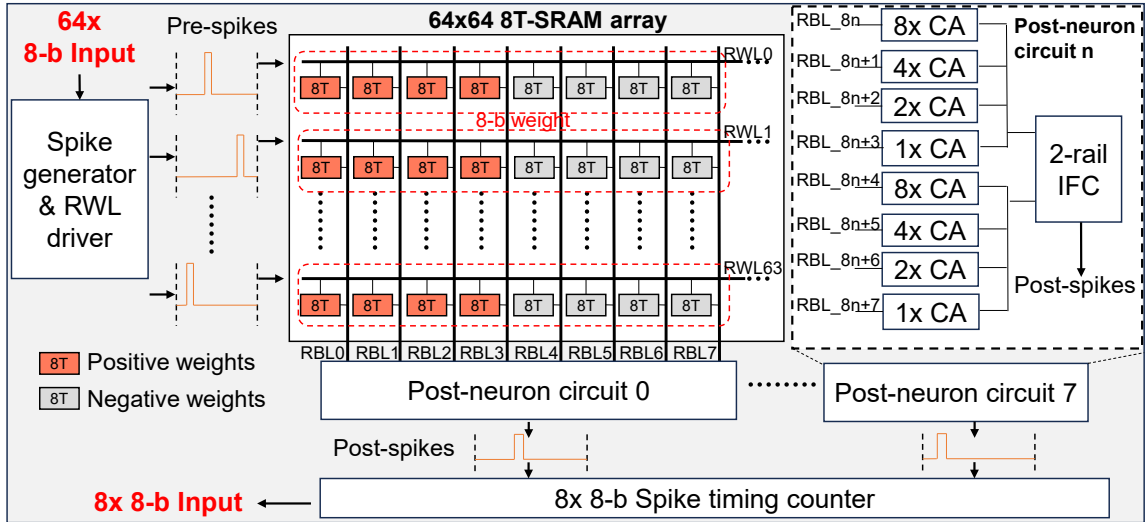 64x
8-b Input
Pre-spikes
Spike
generator
& RWL
driver
64x64 8T-SRAM array
RWL0
8T 8T 8T 8T 8T 8T 8T 8T
8-b weight
RWL1
8T 8T 8T 8T 8T 8T 8T 8T
RWL63
8T 8T 8T 8T 8T 8T 8T 8T
RBL0 RBL1 RBL2 RBL3 RBL4 RBL5 RBL6 RBL7
8T Positive weights
8T Negative weights
Post-neuron
circuit n
RBL_8n 8x CA
RBL_8n+1 4x CA
RBL_8n+2 2x CA
RBL_8n+3 1x CA
RBL_8n+4 8x CA
RBL_8n+5 4x CA
RBL_8n+6 2x CA
RBL_8n+7 1x CA
2-rail
IFC
Post-spikes
Post-neuron circuit 0
Post-neuron circuit 7
Post-spikes
8x 8-b Spike timing counter
8x 8-b Input